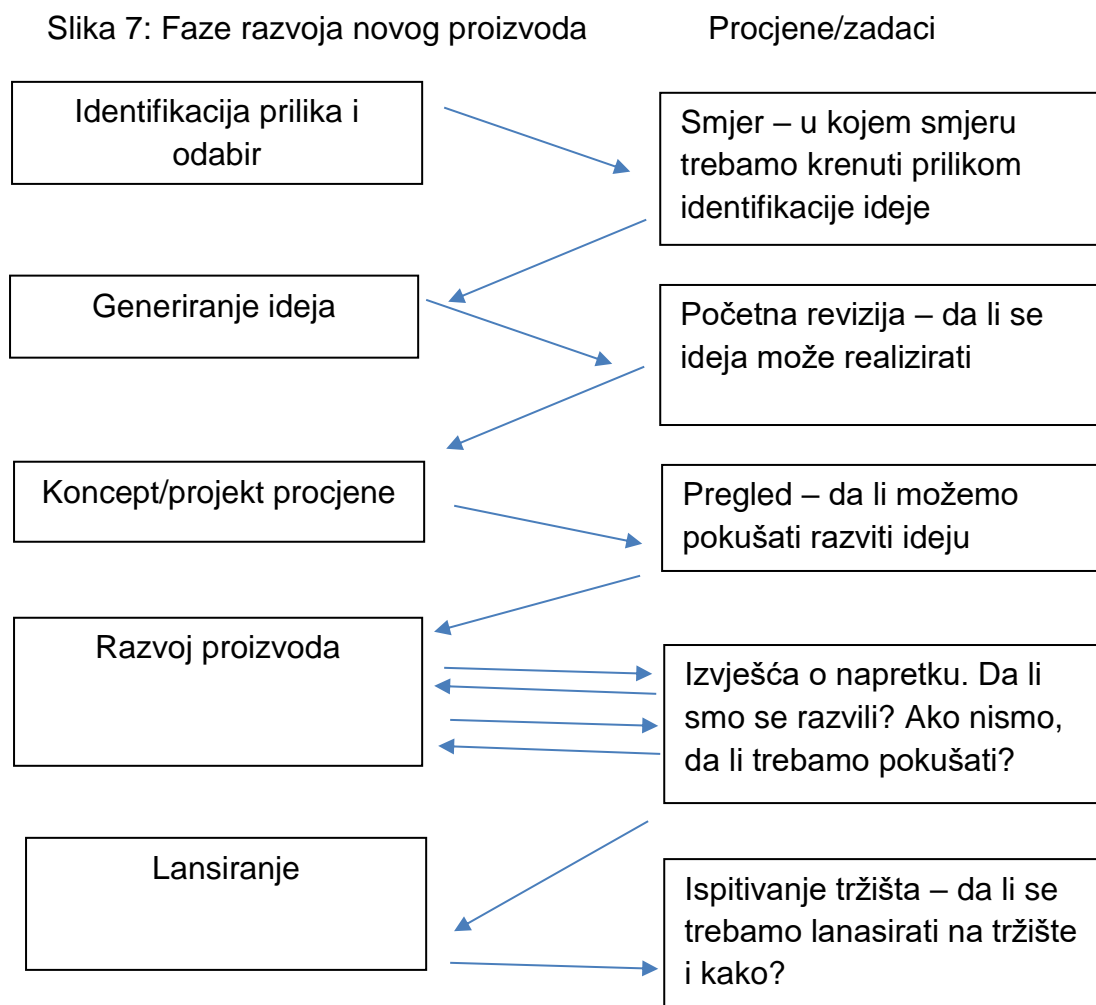 Slika 7: Faze razvoja novog proizvoda
Procjene/zadaci
Identifikacija prilika i
odabir
Smjer – u kojem smjeru
trebamo krenuti prilikom
identifikacije ideje
Generiranje ideja
Početna revizija – da li se
ideja može realizirati
Koncept/projekt procjene
Pregled – da li možemo
pokušati razviti ideju
Razvoj proizvoda
Izvješća o napretku. Da li
smo se razvili? Ako nismo,
da li trebamo pokušati?
Lansiranje
Ispitivanje tržišta – da li se
trebamo lanasirati na tržište
i kako?